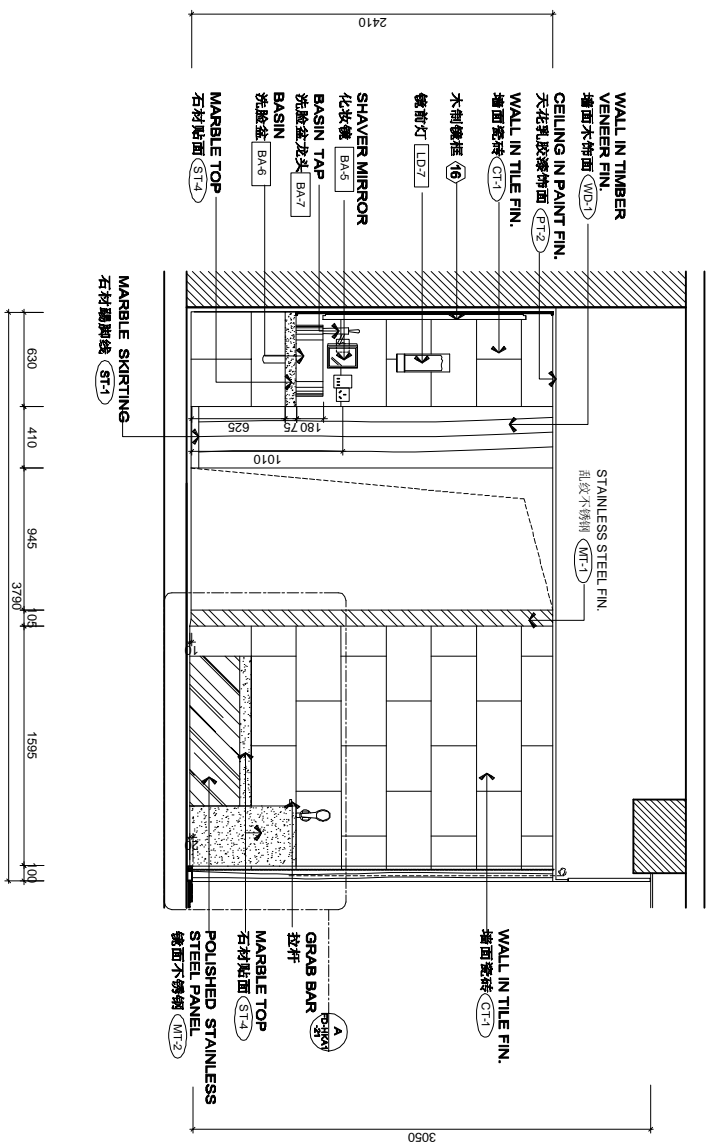 2410
WALL IN TIMBER
VENEER FIN.
墙面木饰面 WD-1
CEILING IN PAINT FIN.
天花乳胶漆饰面 PT-2
WALL IN TILE FIN.
墙面瓷砖 CT-1
木制镜框 16
镜前灯 LD-7
SHAVER MIRROR
化妆镜 BA-5
BASIN TAP
洗脸盆龙头 BA-7
BASIN
洗脸盆 BA-6
MARBLE TOP
石材贴面 ST-4
MARBLE SKIRTING
石材踢脚线 ST-1
STAINLESS STEEL FIN.
乱纹不锈钢 MT-1
625
75
180
1010
630
410
945
105
1595
100
3790
10
WALL IN TILE FIN.
墙面瓷砖 CT-1
GRAB BAR
拉杆
A
FD-HKA1
-21
MARBLE TOP
石材贴面 ST-4
POLISHED STAINLESS
STEEL PANEL
镜面不锈钢 MT-2
3050